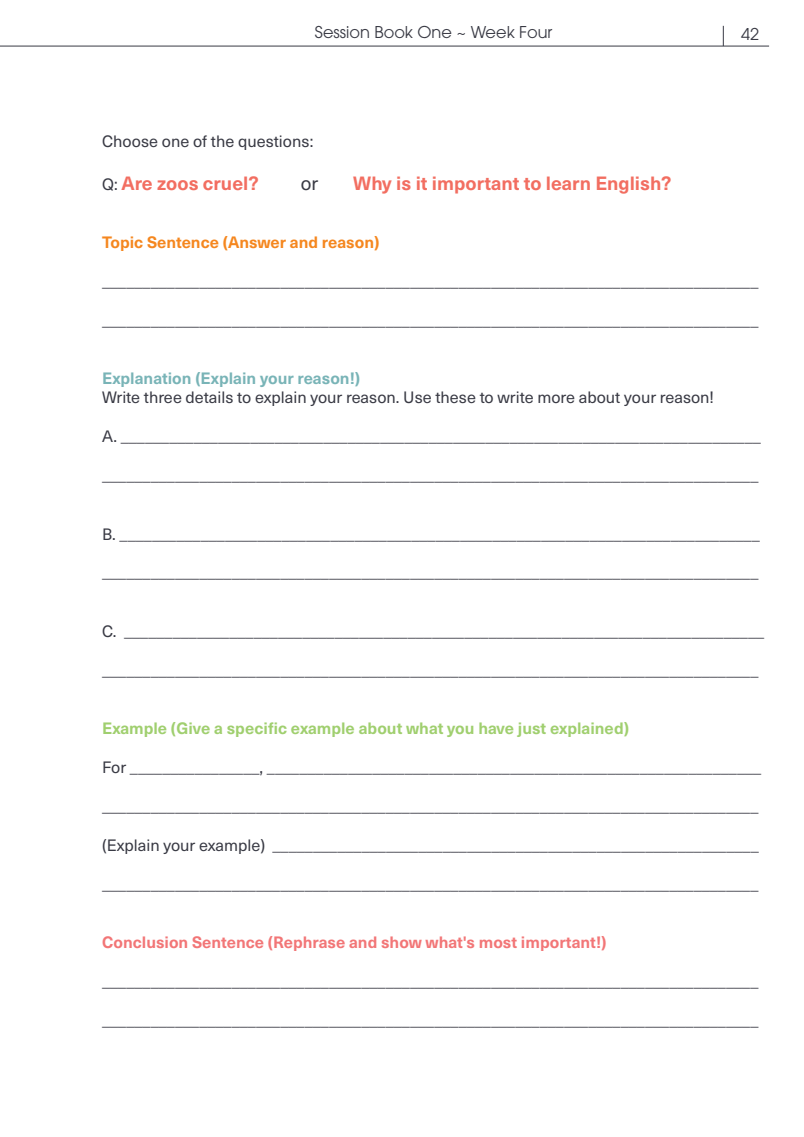 Session Book One ~ Week Four 42
Choose one of the questions:
Q: Are zoos cruel? or Why is it important to learn English?
Topic Sentence (Answer and reason)
Explanation (Explain your reason!)
Write three details to explain your reason. Use these to write more about your reason!
A.
B.
C.
Example (Give a specific example about what you have just explained)
For ______________, 
(Explain your example)
Conclusion Sentence (Rephrase and show what's most important!)